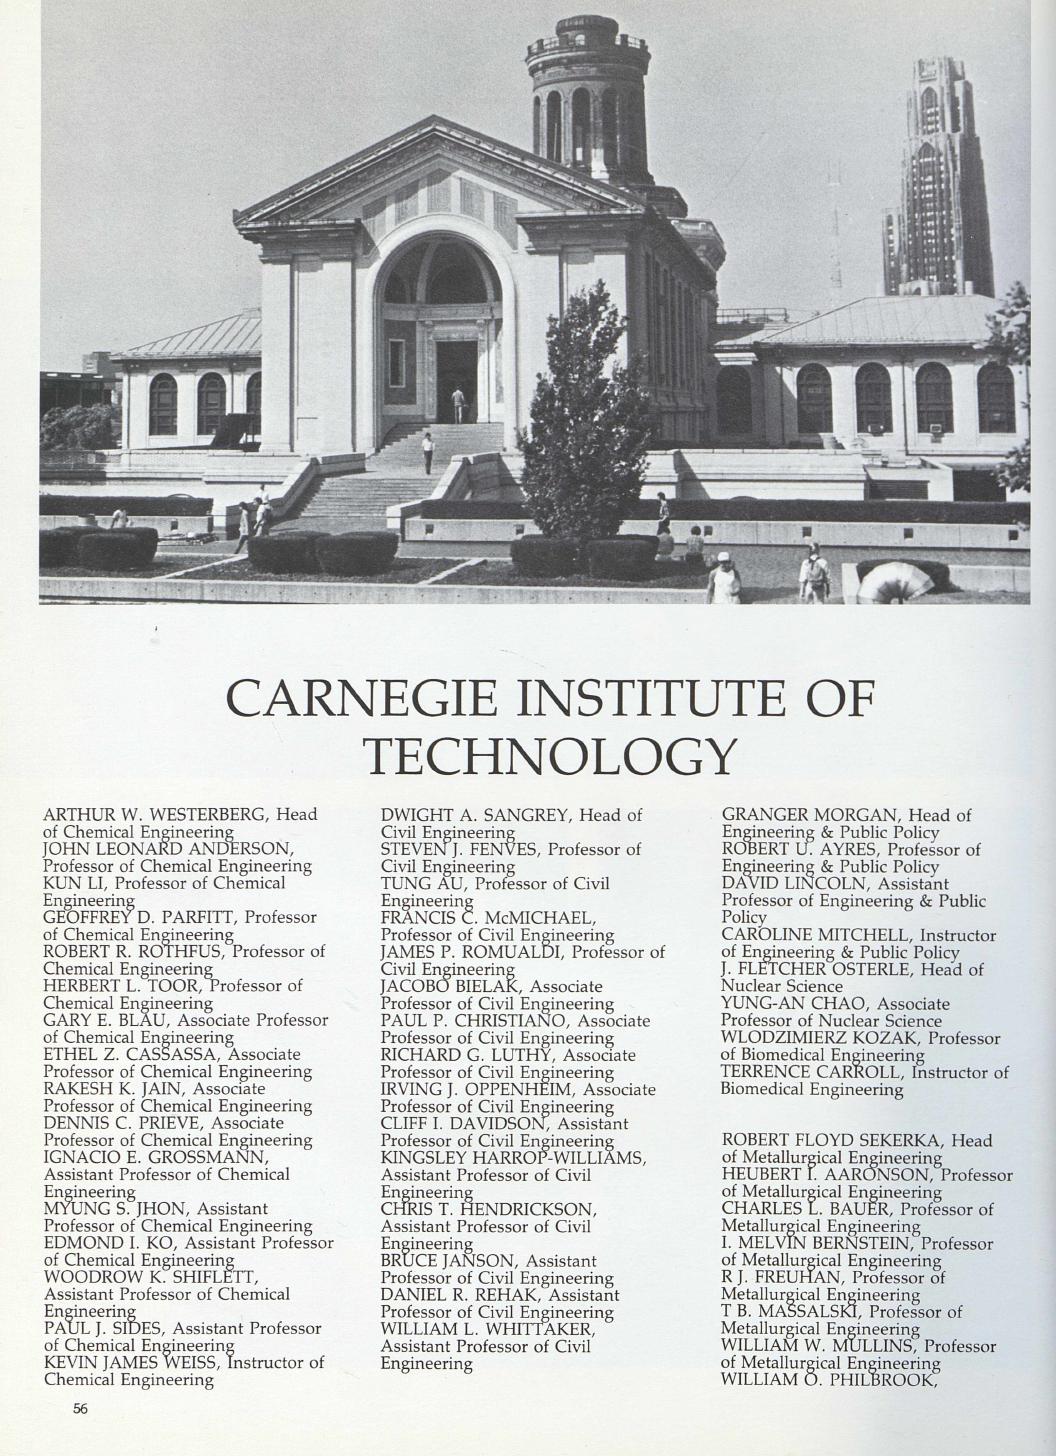 CARNEGIE INSTITUTE OF
TECHNOLOGY
ARTHUR W. WESTERBERG, Head
of Chemical Engineering
JOHN LEONARD ANDERSON,
Professor of Chemical Engineering
KUN LI, Professor of Chemical
Engineering
GEOFFREY D. PARFITT, Professor
of Chemical Engineering
ROBERT R. ROTHFUS, Professor of
Chemical Engineering
HERBERT L. TOOR, Professor of
Chemical Engineering
GARY E. BLAU, Associate Professor
of Chemical Engineering
ETHEL Z. CASSASSA, Associate
Professor of Chemical Engineering
RAKESH K. JAIN, Associate
Professor of Chemical Engineering
DENNIS C. PRIEVE, Associate
Professor of Chemical Engineering
IGNACIO E. GROSSMANN,
Assistant Professor of Chemical
Engineering
MYUNG S. JHON, Assistant
Professor of Chemical Engineering
EDMOND I. KO, Assistant Professor
of Chemical Engineering
WOODROW K. SHIFLETT,
Assistant Professor of Chemical
Engineering
PAUL J. SIDES, Assistant Professor
of Chemical Engineering
KEVIN JAMES WEISS, Instructor of
Chemical Engineering
DWIGHT A. SANGREY, Head of
Civil Engineering
STEVEN J. FENVES, Professor of
Civil Engineering
TUNG AU, Professor of Civil
Engineering
FRANCIS C. McMICHAEL,
Professor of Civil Engineering
JAMES P. ROMUALDI, Professor of
Civil Engineering
JACOBO BIELAK, Associate
Professor of Civil Engineering
PAUL P. CHRISTIANO, Associate
Professor of Civil Engineering
RICHARD G. LUTHY, Associate
Professor of Civil Engineering
IRVING J. OPPENHEIM, Associate
Professor of Civil Engineering
CLIFF I. DAVIDSON, Assistant
Professor of Civil Engineering
KINGSLEY HARROP-WILLIAMS,
Assistant Professor of Civil
Engineering
CHRIS T. HENDRICKSON,
Assistant Professor of Civil
Engineering
BRUCE JANSON, Assistant
Professor of Civil Engineering
DANIEL R. REHAK, Assistant
Professor of Civil Engineering
WILLIAM L. WHITTAKER,
Assistant Professor of Civil
Engineering
GRANGER MORGAN, Head of
Engineering & Public Policy
ROBERT U. AYRES, Professor of
Engineering & Public Policy
DAVID LINCOLN, Assistant
Professor of Engineering & Public
Policy
CAROLINE MITCHELL, Instructor
of Engineering & Public Policy
J. FLETCHER OSTERLE, Head of
Nuclear Science
YUNG-AN CHAO, Associate
Professor of Nuclear Science
WLODZIMIERZ KOZAK, Professor
of Biomedical Engineering
TERRENCE CARROLL, Instructor of
Biomedical Engineering
ROBERT FLOYD SEKERKA, Head
of Metallurgical Engineering
HEUBERT I. AARONSON, Professor
of Metallurgical Engineering
CHARLES L. BAUER, Professor of
Metallurgical Engineering
I. MELVIN BERNSTEIN, Professor
of Metallurgical Engineering
R J. FREUHAN, Professor of
Metallurgical Engineering
T B. MASSALSKI, Professor of
Metallurgical Engineering
WILLIAM W. MULLINS, Professor
of Metallurgical Engineering
WILLIAM O. PHILBROOK,
56